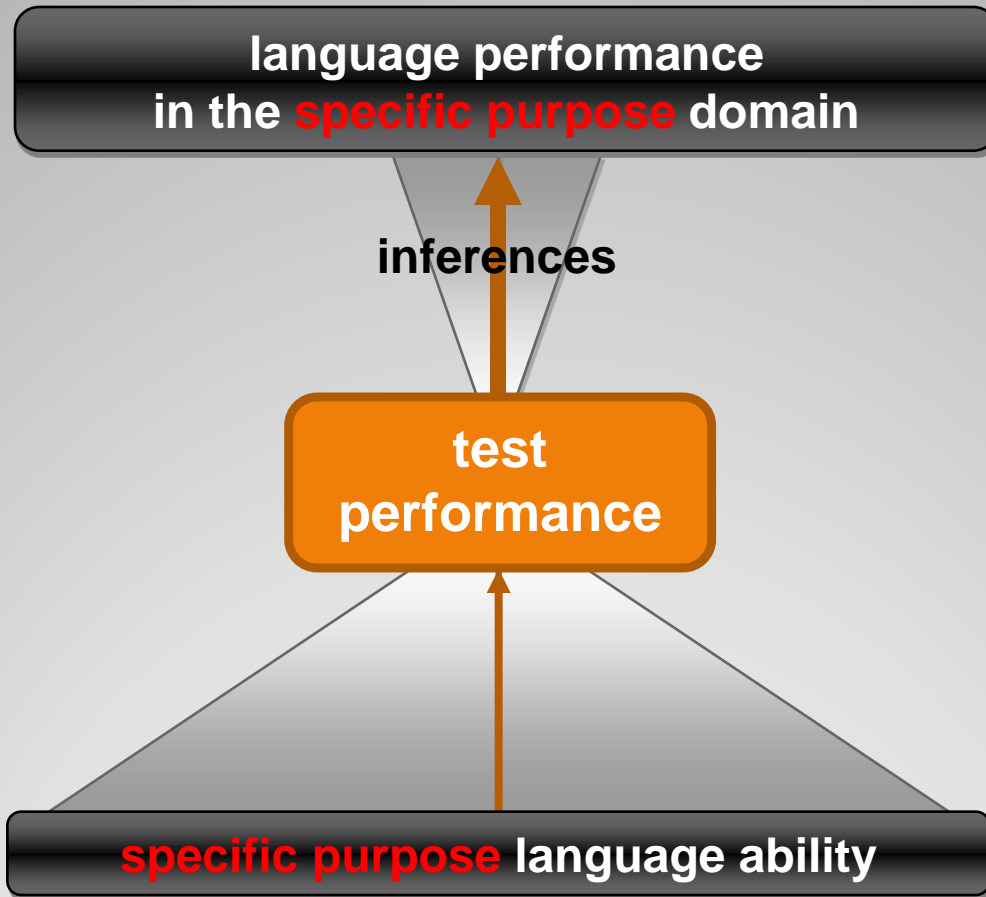 language performance
in the specific purpose domain
inferences
test
performance
specific purpose language ability